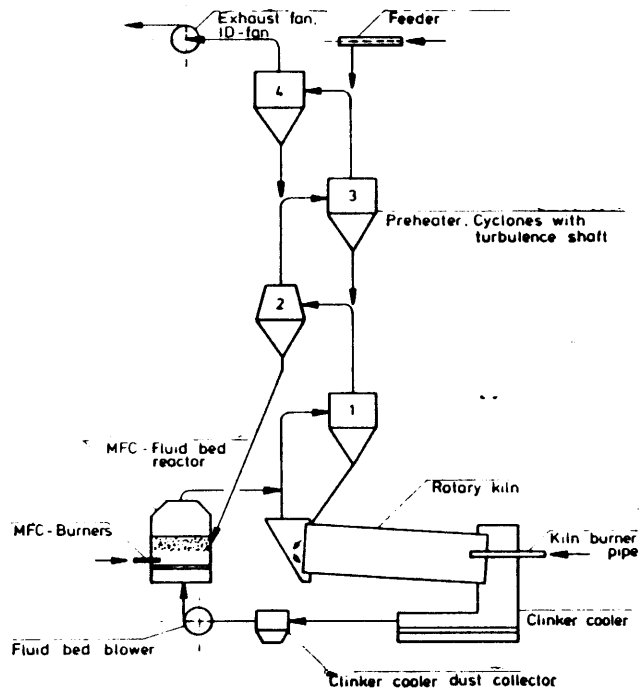 Exhaust fan,
ID-fan
Feeder
4
3
Preheater, Cyclones with
turbulence shaft
2
1
MFC-Fluid bed
reactor
Rotary kiln
MFC-Burners
Kiln burner
pipe
Clinker cooler
Fluid bed blower
Clinker cooler dust collector